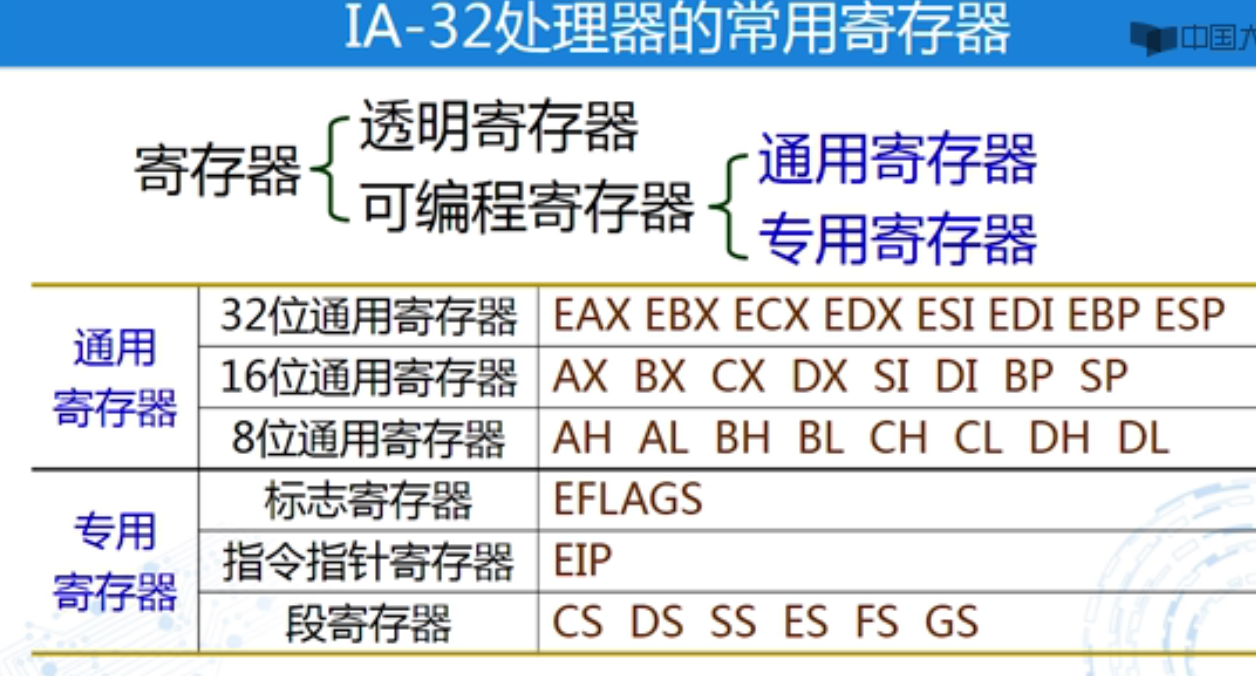 IA-32处理器的常用寄存器
中国大
寄存器
透明寄存器
可编程寄存器
通用寄存器
专用寄存器
通用
寄存器
32位通用寄存器 EAX EBX ECX EDX ESI EDI EBP ESP
16位通用寄存器 AX BX CX DX SI DI BP SP
8位通用寄存器 AH AL BH BL CH CL DH DL
专用
寄存器
标志寄存器 EFLAGS
指令指针寄存器 EIP
段寄存器 CS DS SS ES FS GS